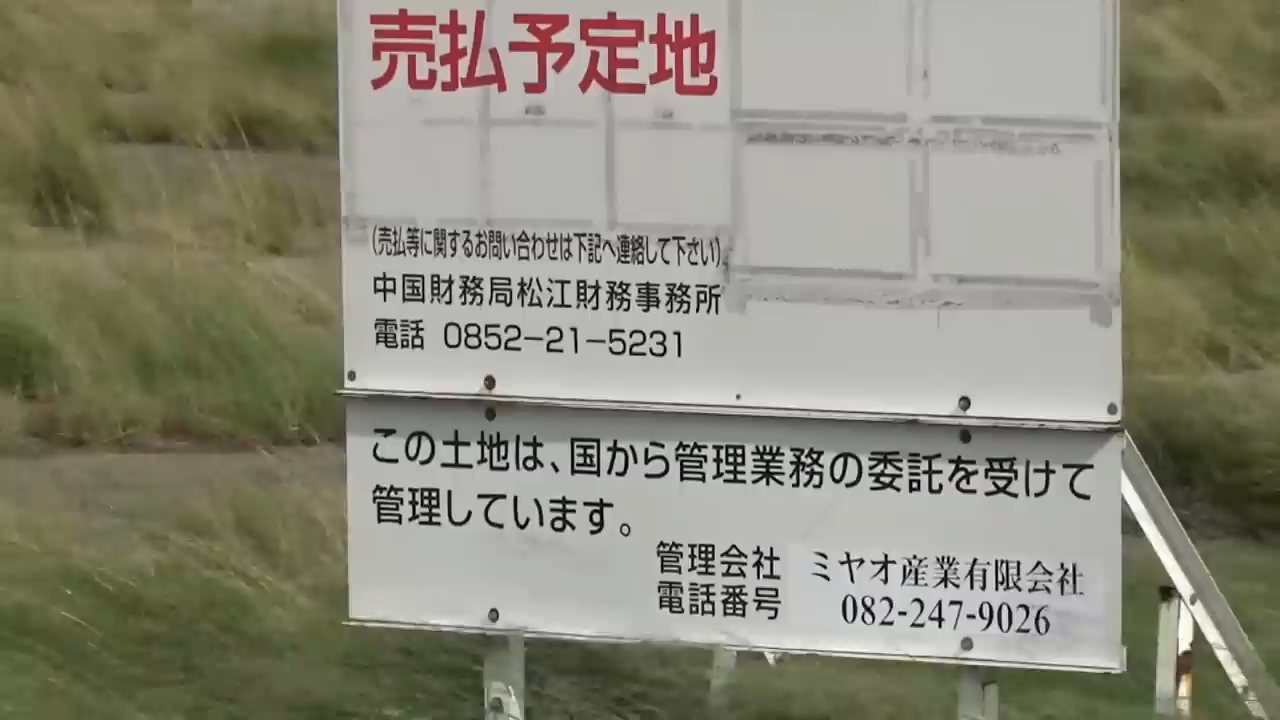 売払予定地
(売払等に関するお問い合わせは下記へ連絡して下さい)
中国財務局松江財務事務所
電話 0852-21-5231
この土地は、国から管理業務の委託を受けて
管理しています。
管理会社 ミヤオ産業有限会社
電話番号 082-247-9026